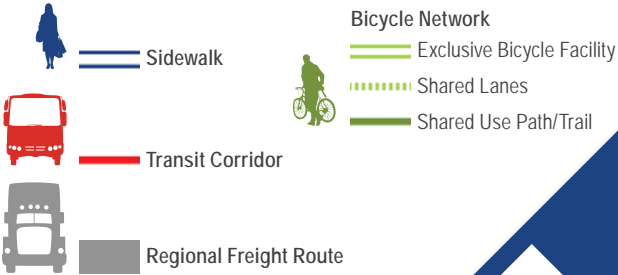 Sidewalk
Transit Corridor
Regional Freight Route
Bicycle Network
Exclusive Bicycle Facility
Shared Lanes
Shared Use Path/Trail